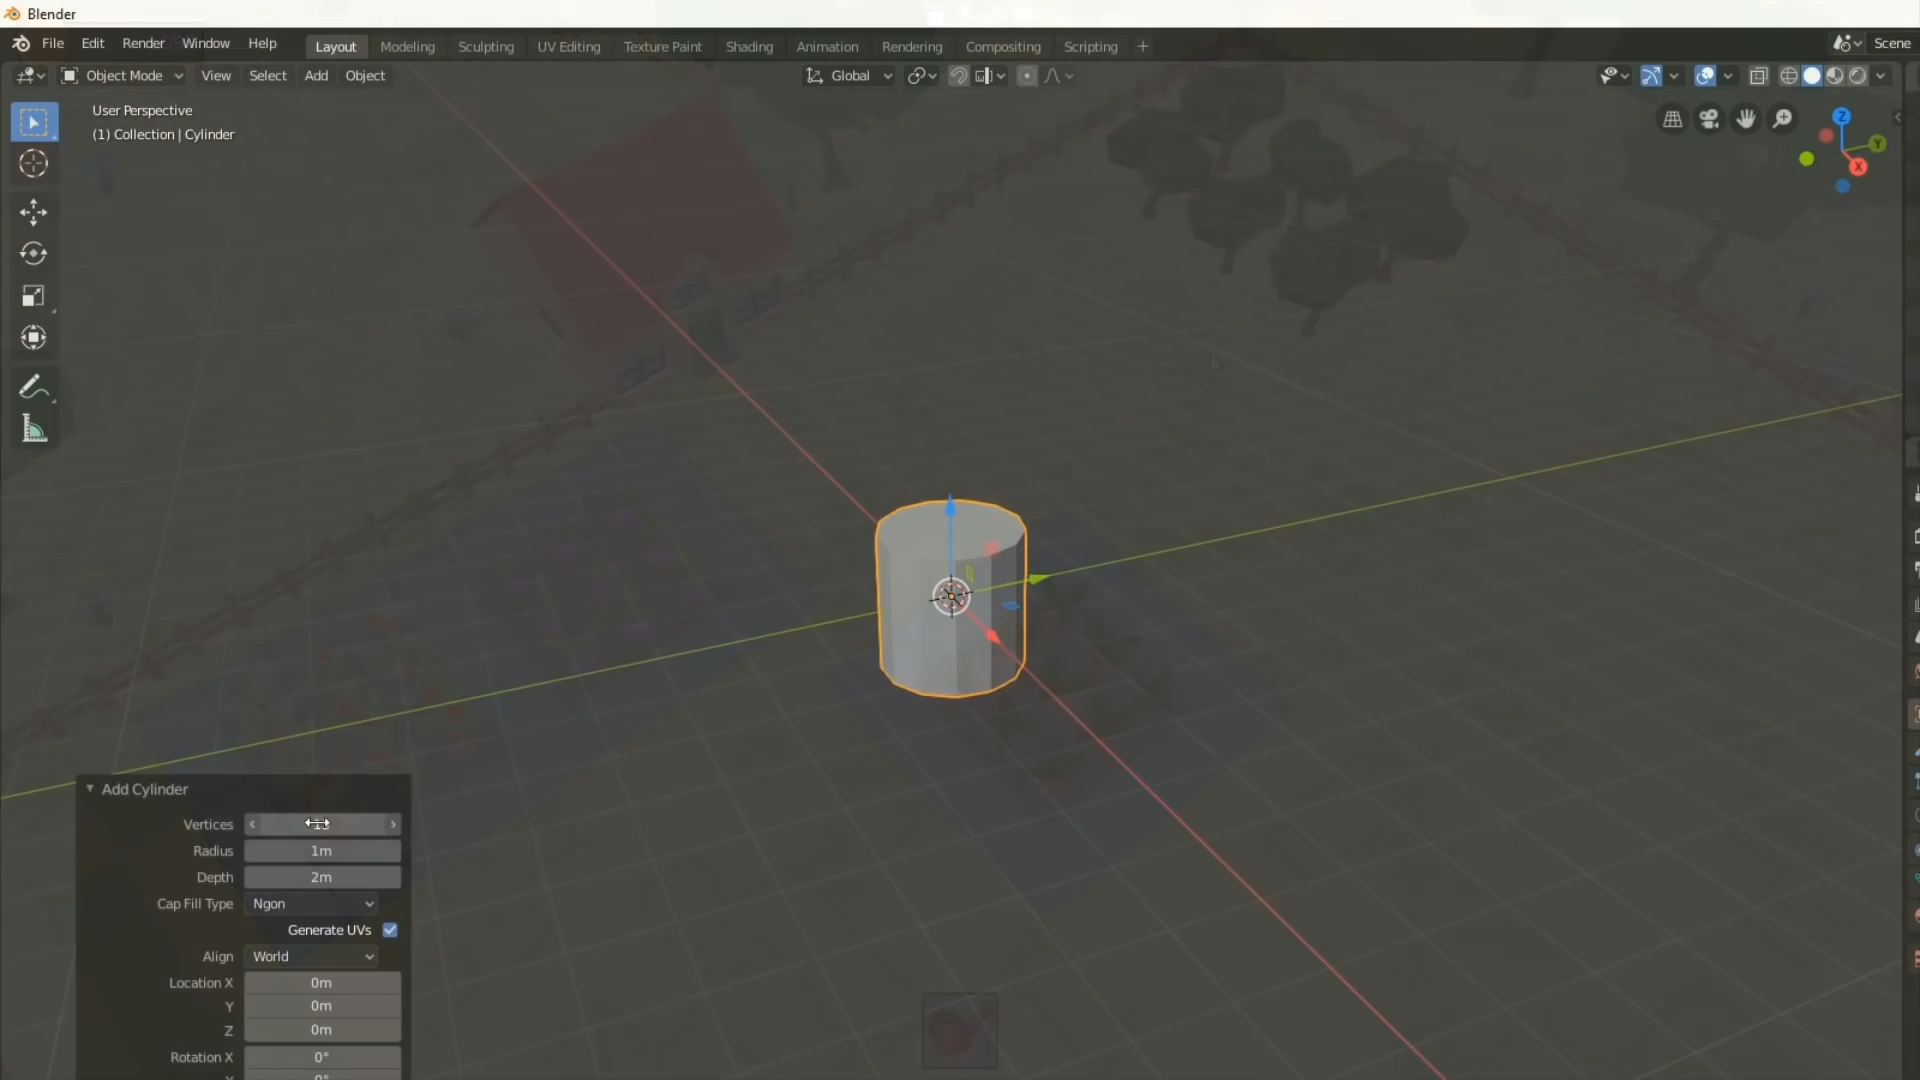 Blender
File Edit Render Window Help Layout Modeling Sculpting UV Editing Texture Paint Shading Animation Rendering Compositing Scripting + Scene
Object Mode View Select Add Object Global
User Perspective
(1) Collection | Cylinder
Z
Y
X
Add Cylinder
Vertices
Radius 1m
Depth 2m
Cap Fill Type Ngon
Generate UVs
Align World
Location X 0m
Y 0m
Z 0m
Rotation X 0°